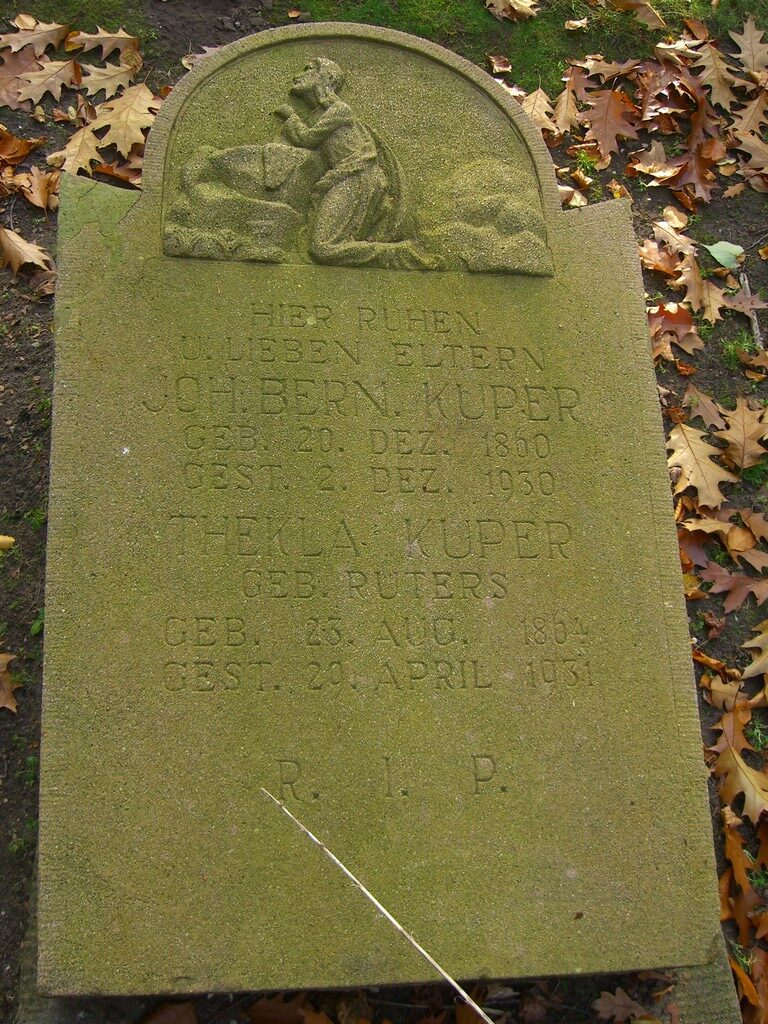 HIER RUHEN
U. LIEBEN ELTERN
JOH. BERN. KUPER
GEB. 20. DEZ. 1860
GEST. 2. DEZ. 1930
THEKLA KUPER
GEB. RÜTERS
GEB. 23. AUG. 1864
GEST. 29. APRIL 1931
R. I. P.